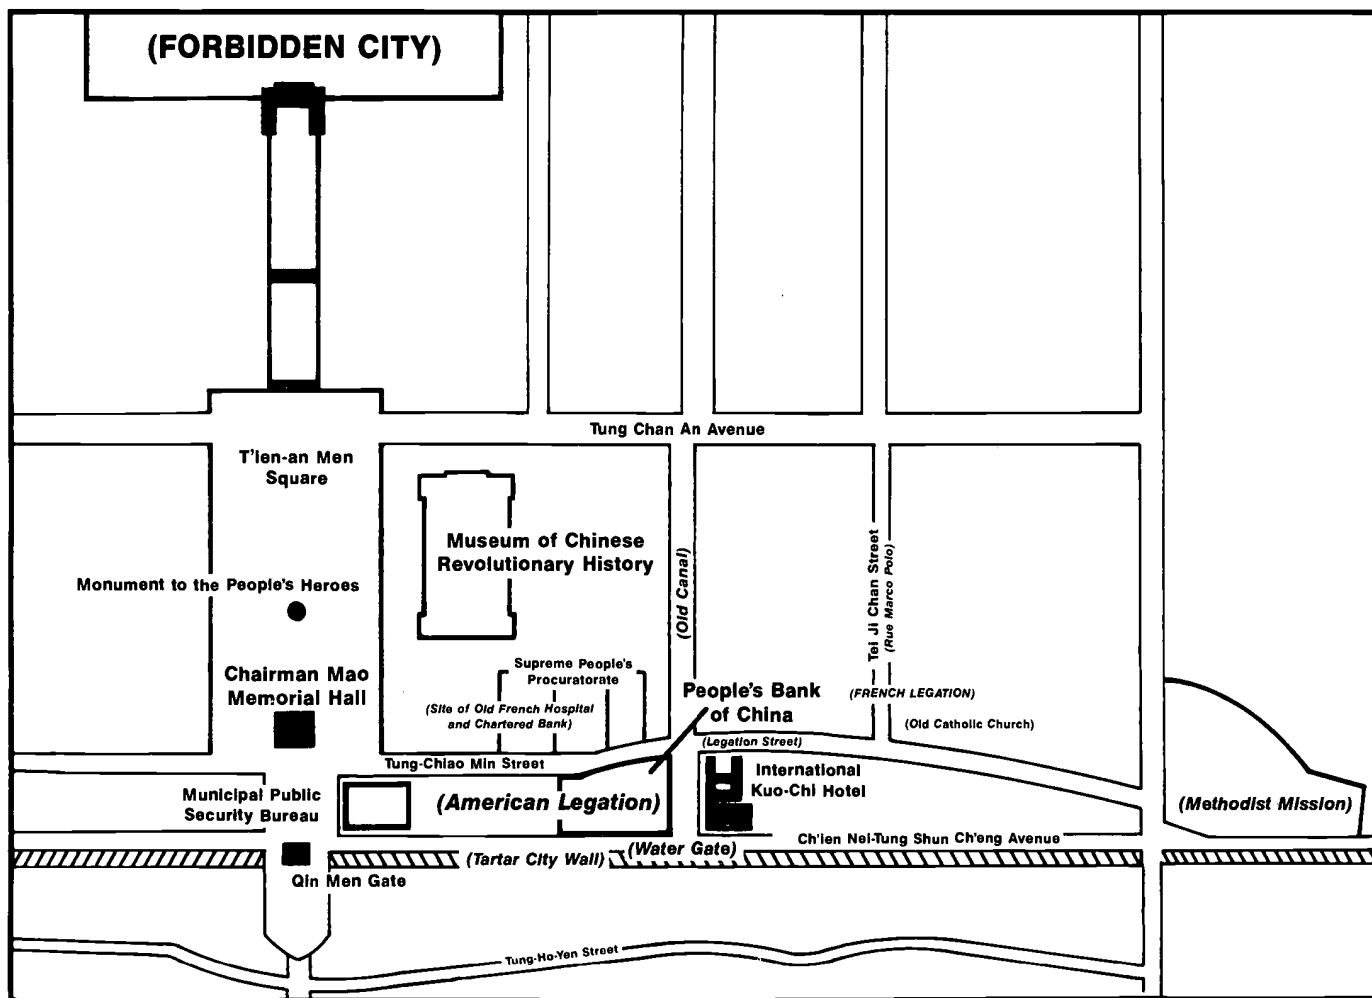 (FORBIDDEN CITY)
Tung Chan An Avenue
T'ien-an Men
Square
Museum of Chinese
Revolutionary History
Monument to the People's Heroes
(Old Canal)
Tei Ji Chan Street
(Rue Marco Polo)
Chairman Mao
Memorial Hall
Supreme People's
Procuratorate
(Site of Old French Hospital
and Chartered Bank)
People's Bank
of China
(FRENCH LEGATION)
(Old Catholic Church)
(Legation Street)
Tung-Chiao Min Street
International
Kuo-Chi Hotel
Municipal Public
Security Bureau
(American Legation)
(Methodist Mission)
Ch'ien Nei-Tung Shun Ch'eng Avenue
(Water Gate)
(Tartar City Wall)
Qin Men Gate
Tung-Ho-Yen Street